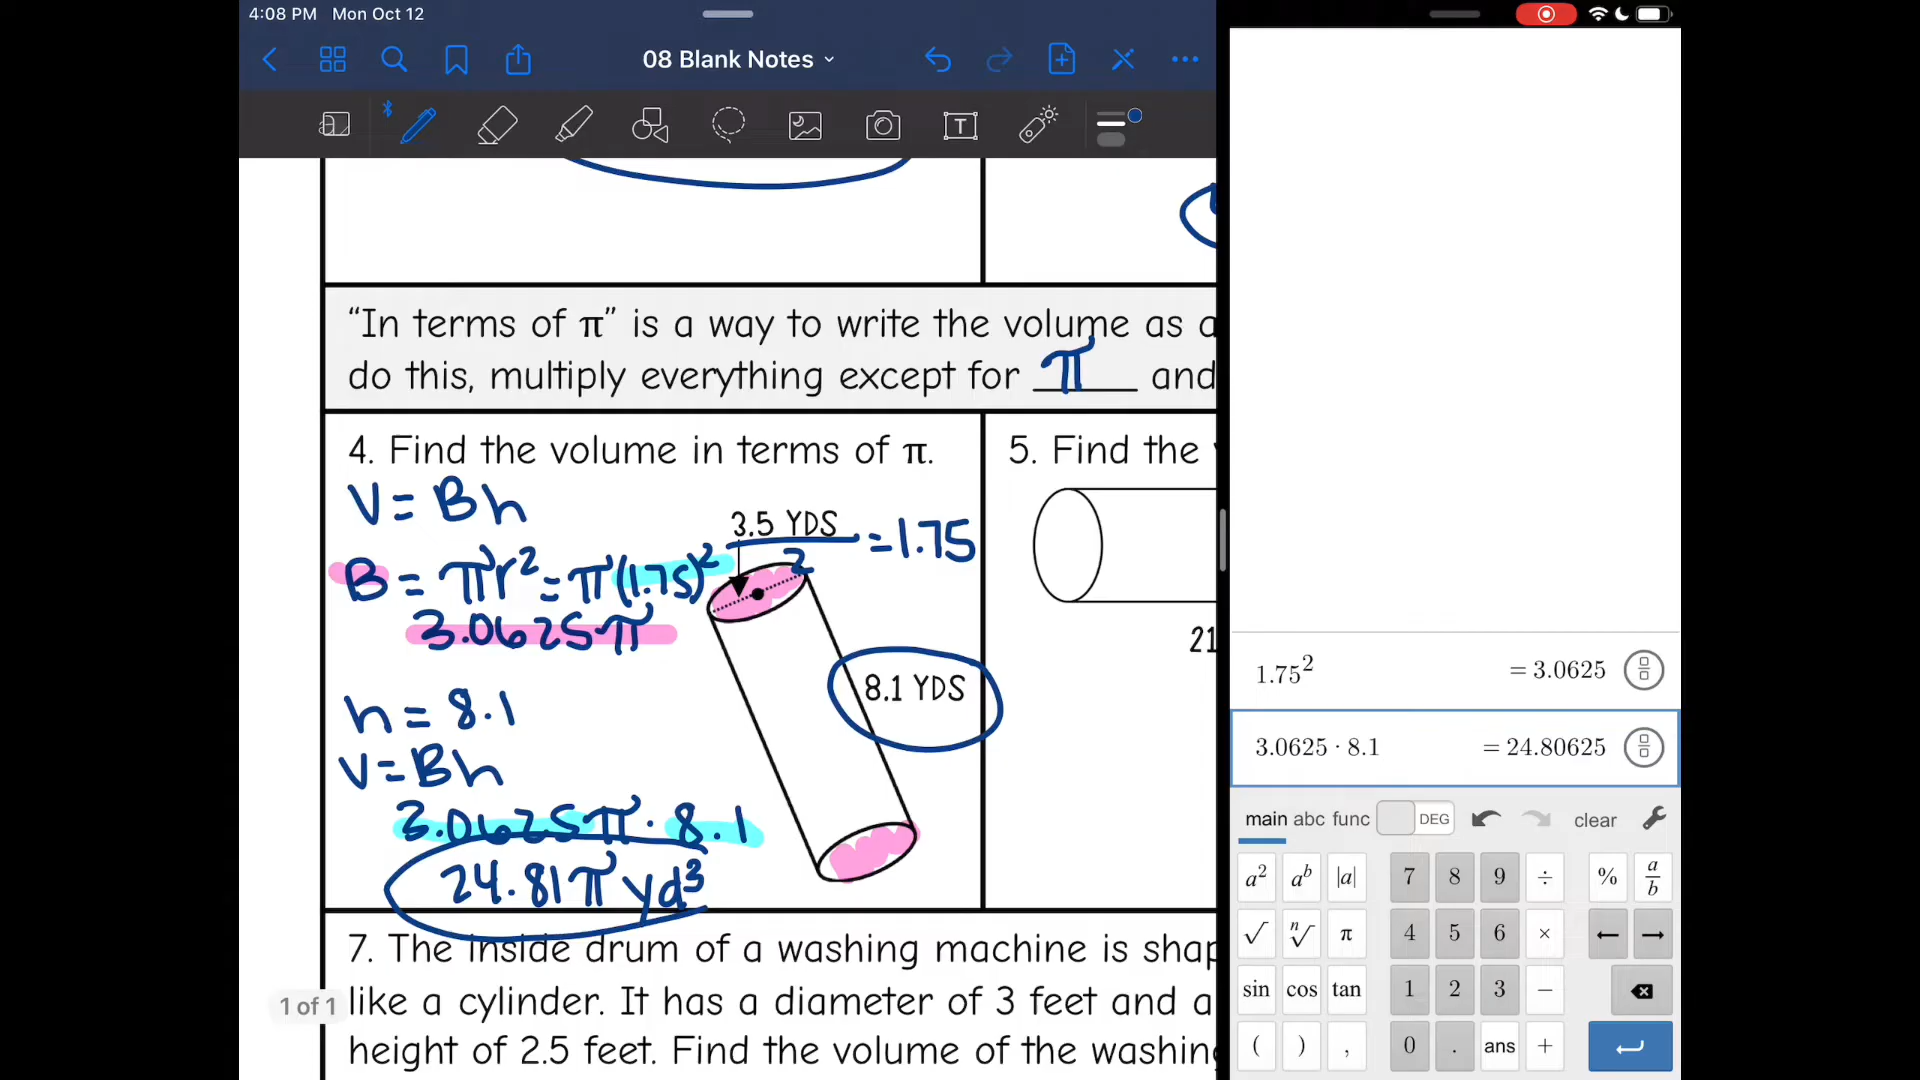 4:08 PM Mon Oct 12
08 Blank Notes
T
“In terms of π” is a way to write the volume as a
do this, multiply everything except for π and
4. Find the volume in terms of π.
V = Bh
3.5 YDS
2
= 1.75
B = πr² = π(1.75)²
3.0625π
8.1 YDS
h = 8.1
V = Bh
3.0625π · 8.1
24.81π yd³
5. Find the
21
7. The inside drum of a washing machine is shap
like a cylinder. It has a diameter of 3 feet and a
height of 2.5 feet. Find the volume of the washing
1 of 1
1.75² = 3.0625
3.0625 · 8.1 = 24.80625
main abc func DEG clear
a² aᵇ |a| 7 8 9 ÷ % a/b
√ ⁿ√ π 4 5 6 × ← →
sin cos tan 1 2 3 −
( ) , 0 . ans +